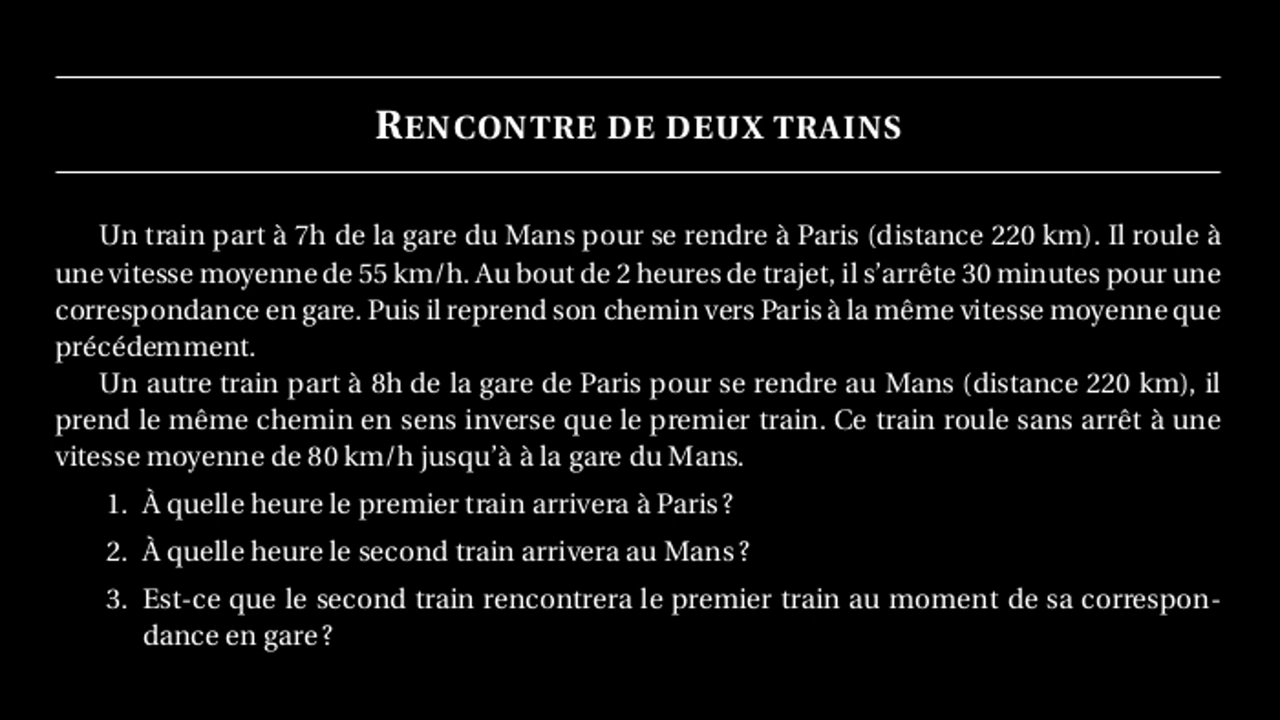 RENCONTRE DE DEUX TRAINS
Un train part à 7h de la gare du Mans pour se rendre à Paris (distance 220 km). Il roule à
une vitesse moyenne de 55 km/h. Au bout de 2 heures de trajet, il s'arrête 30 minutes pour une
correspondance en gare. Puis il reprend son chemin vers Paris à la même vitesse moyenne que
précédemment.
Un autre train part à 8h de la gare de Paris pour se rendre au Mans (distance 220 km), il
prend le même chemin en sens inverse que le premier train. Ce train roule sans arrêt à une
vitesse moyenne de 80 km/h jusqu'à à la gare du Mans.
1. À quelle heure le premier train arrivera à Paris ?
2. À quelle heure le second train arrivera au Mans ?
3. Est-ce que le second train rencontrera le premier train au moment de sa correspon-
dance en gare ?